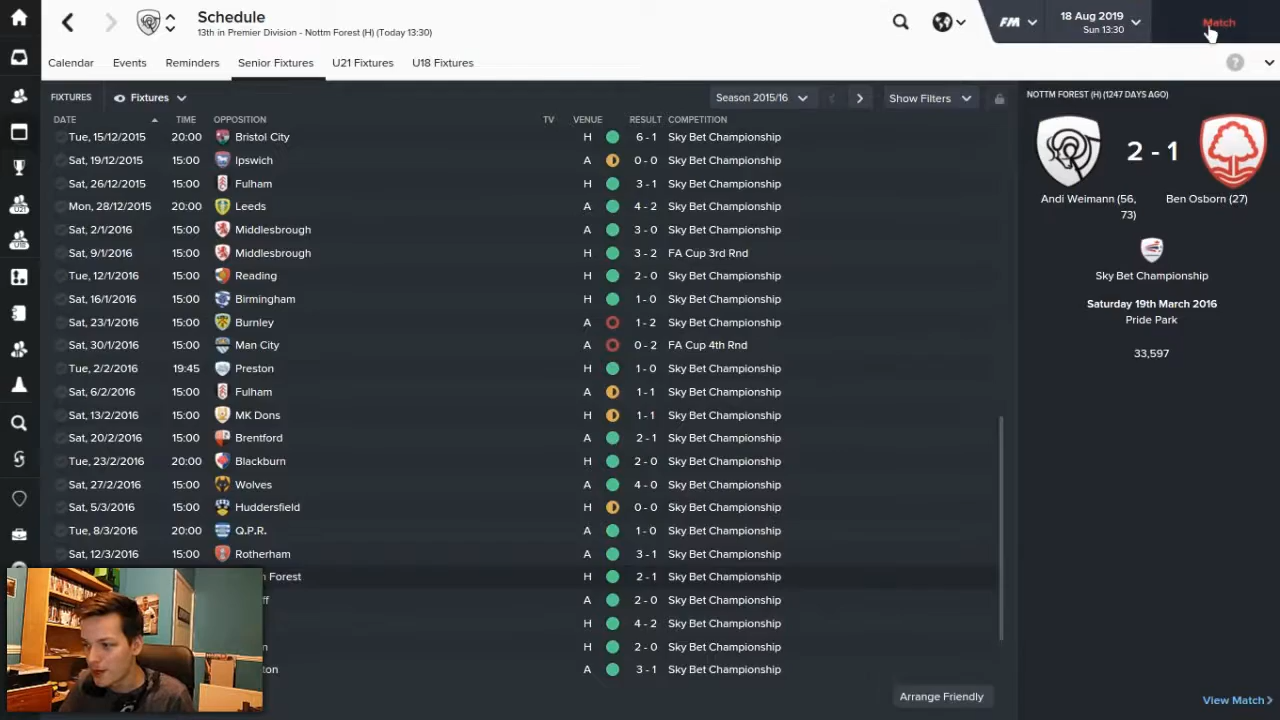 Schedule
13th in Premier Division - Nottm Forest (H) (Today 13:30)
FM
18 Aug 2019
Sun 13:30
Match
Calendar
Events
Reminders
Senior Fixtures
U21 Fixtures
U18 Fixtures
?
FIXTURES
Fixtures
Season 2015/16
Show Filters
DATE TIME OPPOSITION TV VENUE RESULT COMPETITION
Tue, 15/12/2015 20:00 Bristol City H 6 - 1 Sky Bet Championship
Sat, 19/12/2015 15:00 Ipswich A 0 - 0 Sky Bet Championship
Sat, 26/12/2015 15:00 Fulham H 3 - 1 Sky Bet Championship
Mon, 28/12/2015 20:00 Leeds H 4 - 2 Sky Bet Championship
Sat, 2/1/2016 15:00 Middlesbrough A 3 - 0 Sky Bet Championship
Sat, 9/1/2016 15:00 Middlesbrough H 3 - 2 FA Cup 3rd Rnd
Tue, 12/1/2016 15:00 Reading H 2 - 0 Sky Bet Championship
Sat, 16/1/2016 15:00 Birmingham H 1 - 0 Sky Bet Championship
Sat, 23/1/2016 15:00 Burnley A 1 - 2 Sky Bet Championship
Sat, 30/1/2016 15:00 Man City A 0 - 2 FA Cup 4th Rnd
Tue, 2/2/2016 19:45 Preston H 1 - 0 Sky Bet Championship
Sat, 6/2/2016 15:00 Fulham A 1 - 1 Sky Bet Championship
Sat, 13/2/2016 15:00 MK Dons H 1 - 1 Sky Bet Championship
Sat, 20/2/2016 15:00 Brentford A 2 - 1 Sky Bet Championship
Tue, 23/2/2016 20:00 Blackburn H 2 - 0 Sky Bet Championship
Sat, 27/2/2016 15:00 Wolves A 4 - 0 Sky Bet Championship
Sat, 5/3/2016 15:00 Huddersfield H 0 - 0 Sky Bet Championship
Tue, 8/3/2016 20:00 Q.P.R. A 1 - 0 Sky Bet Championship
Sat, 12/3/2016 15:00 Rotherham A 3 - 1 Sky Bet Championship
Forest H 2 - 1 Sky Bet Championship
A 2 - 0 Sky Bet Championship
H 4 - 2 Sky Bet Championship
H 2 - 0 Sky Bet Championship
A 3 - 1 Sky Bet Championship
Arrange Friendly
NOTTM FOREST (H) (1247 DAYS AGO)
2 - 1
Andi Weimann (56, 73)
Ben Osborn (27)
Sky Bet Championship
Saturday 19th March 2016
Pride Park
33,597
View Match
U21
U18